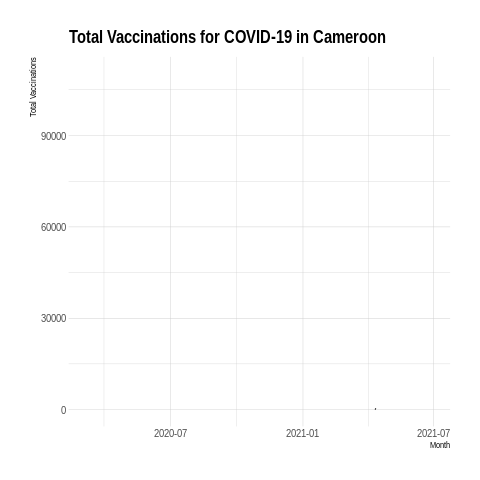 Total Vaccinations for COVID-19 in Cameroon
Total Vaccinations
90000
60000
30000
0
2020-07 2021-01 2021-07
Month